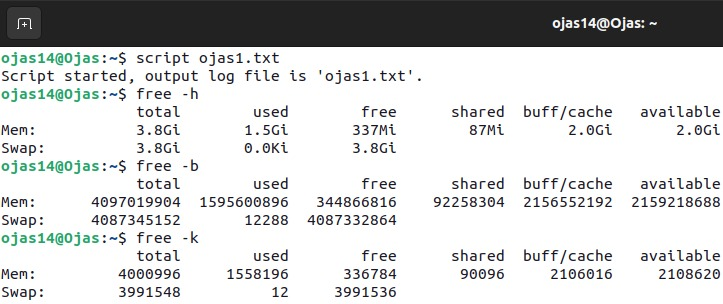 ojas14@Ojas: ~
ojas14@Ojas:~$ script ojas1.txt
Script started, output log file is 'ojas1.txt'.
ojas14@Ojas:~$ free -h
total used free shared buff/cache available
Mem: 3.8Gi 1.5Gi 337Mi 87Mi 2.0Gi 2.0Gi
Swap: 3.8Gi 0.0Ki 3.8Gi
ojas14@Ojas:~$ free -b
total used free shared buff/cache available
Mem: 4097019904 1595600896 344866816 92258304 2156552192 2159218688
Swap: 4087345152 12288 4087332864
ojas14@Ojas:~$ free -k
total used free shared buff/cache available
Mem: 4000996 1558196 336784 90096 2106016 2108620
Swap: 3991548 12 3991536